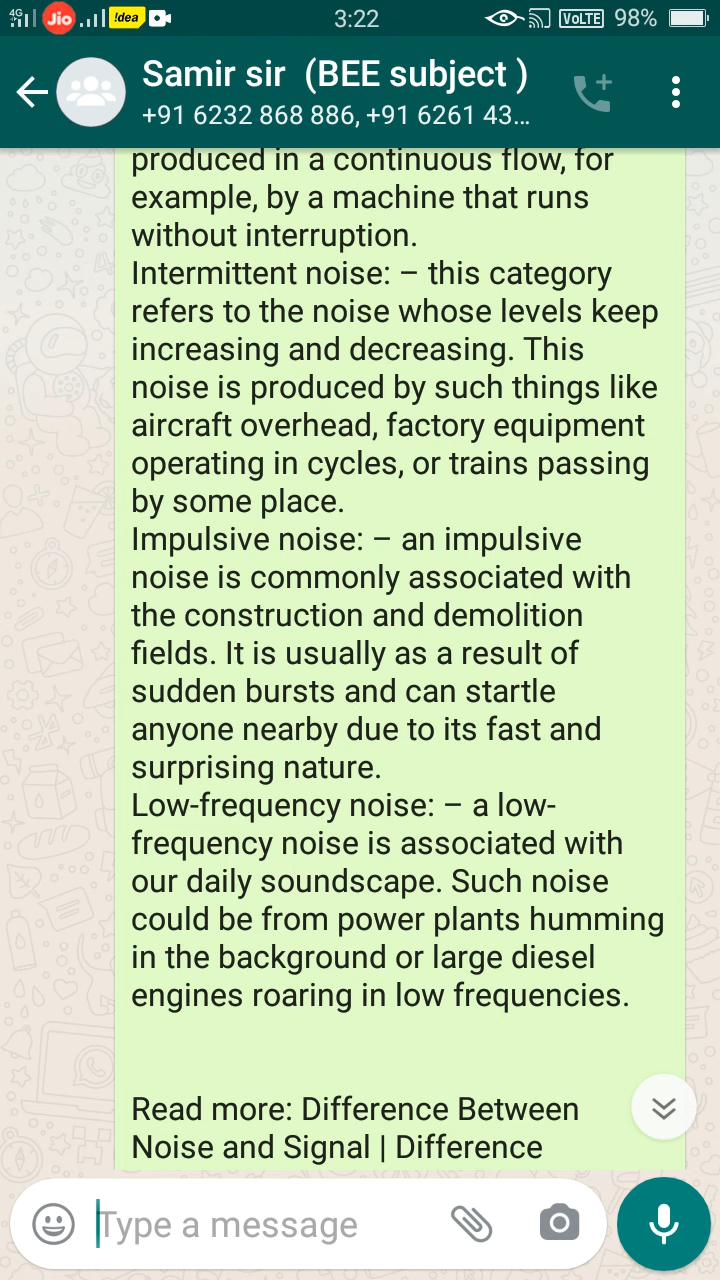 4G Jio !dea 3:22 VoLTE 98%
Samir sir (BEE subject )
+91 6232 868 886, +91 6261 43...
produced in a continuous flow, for
example, by a machine that runs
without interruption.
Intermittent noise: – this category
refers to the noise whose levels keep
increasing and decreasing. This
noise is produced by such things like
aircraft overhead, factory equipment
operating in cycles, or trains passing
by some place.
Impulsive noise: – an impulsive
noise is commonly associated with
the construction and demolition
fields. It is usually as a result of
sudden bursts and can startle
anyone nearby due to its fast and
surprising nature.
Low-frequency noise: – a low-
frequency noise is associated with
our daily soundscape. Such noise
could be from power plants humming
in the background or large diesel
engines roaring in low frequencies.
Read more: Difference Between
Noise and Signal | Difference
Type a message